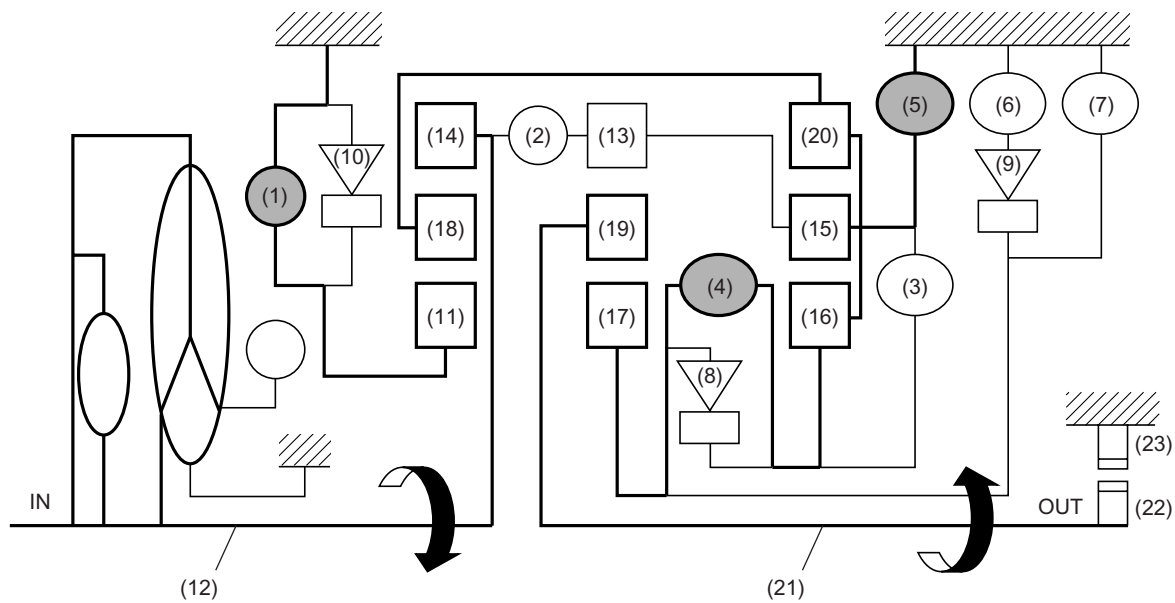 (5) (6) (7)
(14) (2) (13) (20)
(10) (9)
(1)
(18) (19) (15)
(4) (3)
(11) (17) (16)
(8)
(23)
IN OUT (22)
(12) (21)